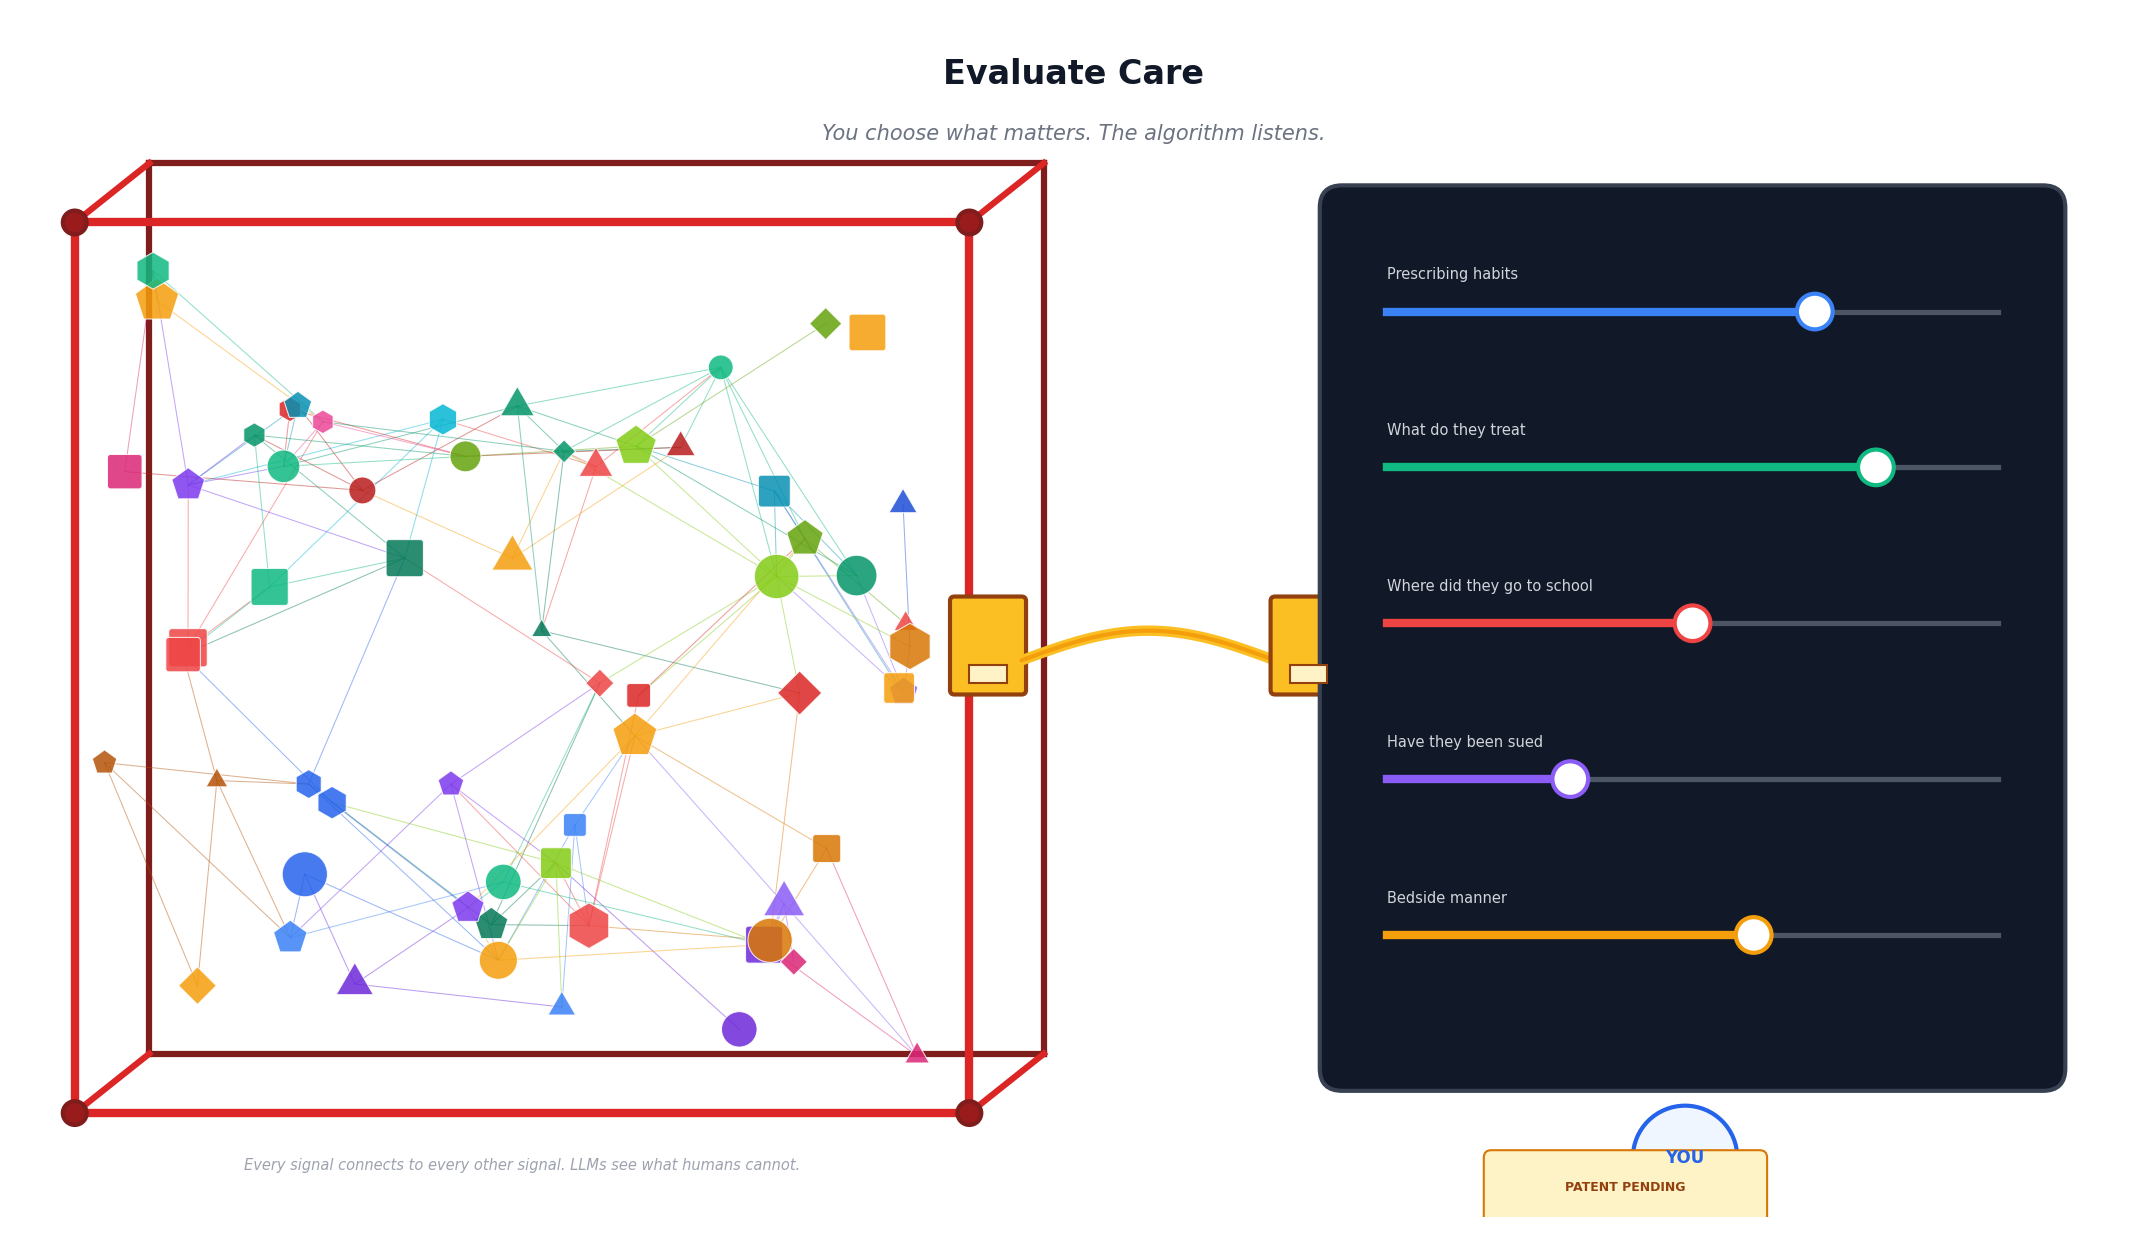 Evaluate Care
You choose what matters. The algorithm listens.
Prescribing habits
What do they treat
Where did they go to school
Have they been sued
Bedside manner
Every signal connects to every other signal. LLMs see what humans cannot.
YOU
PATENT PENDING